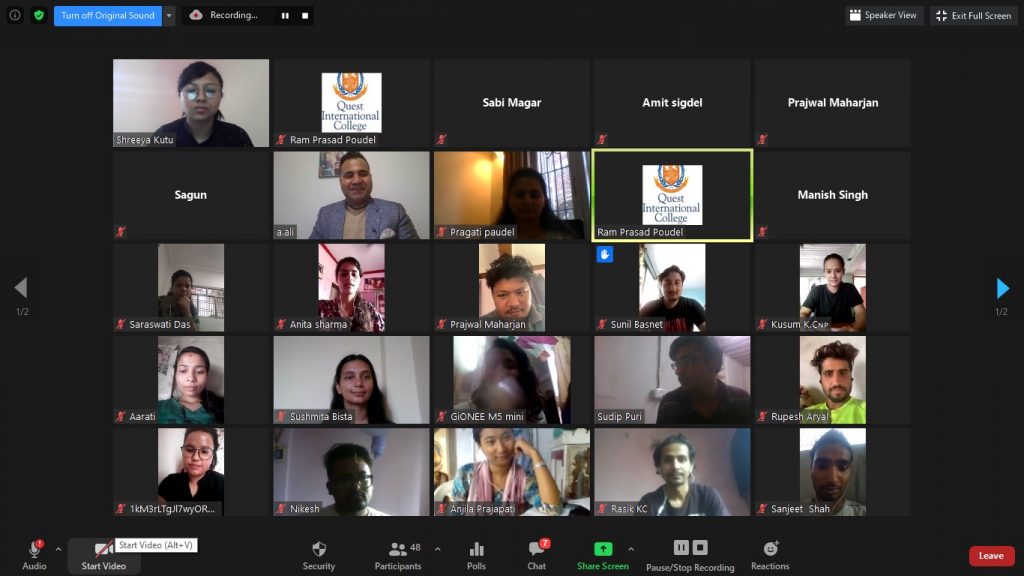 Turn off Original Sound
Recording...
Speaker View
Exit Full Screen
Shreeya Kutu
Quest
International
College
Ram Prasad Poudel
Sabi Magar
Amit sigdel
Prajwal Maharjan
Sagun
a.ali
Pragati paudel
Quest
International
College
Ram Prasad Poudel
Manish Singh
1/2
Saraswati Das
Anita sharma
Prajwal Maharjan
Sunil Basnet
Kusum K.CNP
1/2
Aarati
Sushmita Bista
GiONEE M5 mini
Sudip Puri
Rupesh Aryal
1kM3rLTgJl7wyOR...
Nikesh
Anjila Prajapati
Rasik KC
Sanjeet Shah
Start Video (Alt+V)
Audio
Start Video
Security
48
Participants
Polls
7
Chat
Share Screen
Pause/Stop Recording
Reactions
Leave